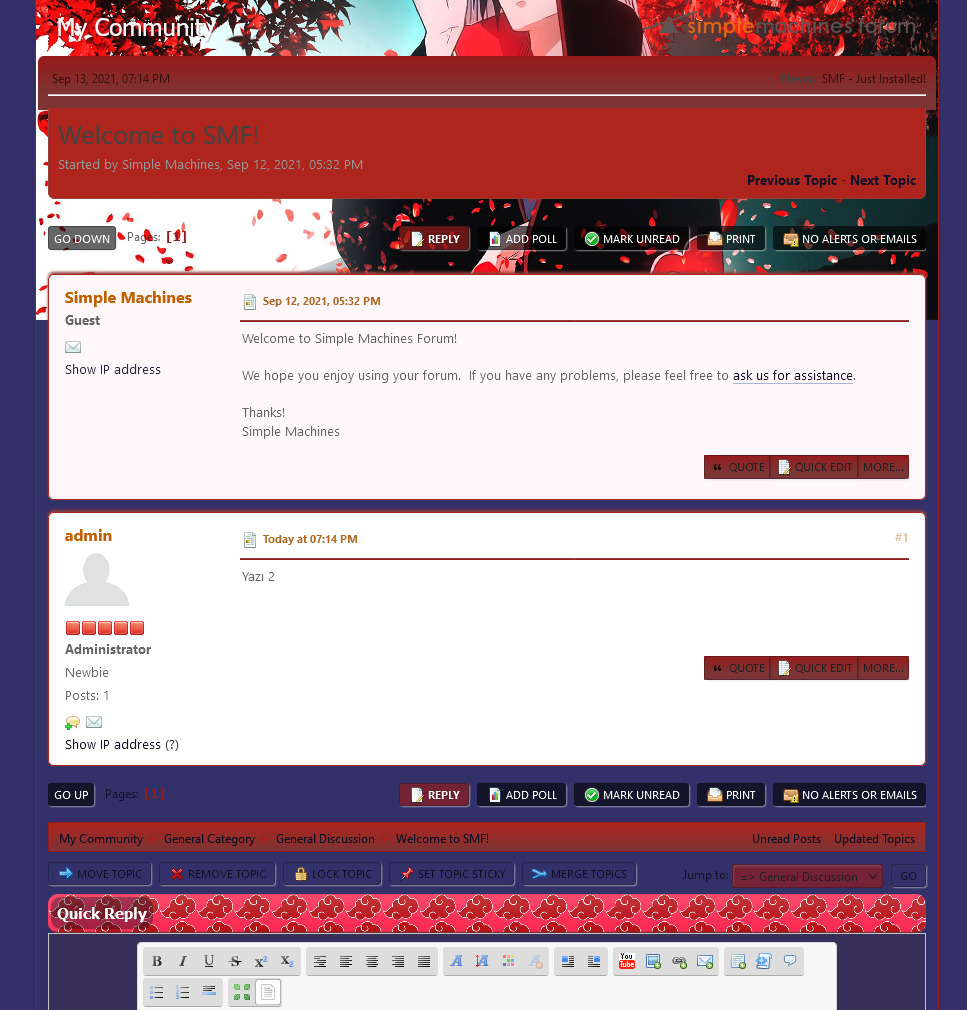 My Community
simplemachines forum
Sep 13, 2021, 07:14 PM
News: SMF - Just Installed!
Welcome to SMF!
Started by Simple Machines, Sep 12, 2021, 05:32 PM
Previous Topic - Next Topic
GO DOWN Pages: [1] REPLY ADD POLL MARK UNREAD PRINT NO ALERTS OR EMAILS
Simple Machines
Guest
Show IP address
Sep 12, 2021, 05:32 PM
Welcome to Simple Machines Forum!
We hope you enjoy using your forum.  If you have any problems, please feel free to ask us for assistance.
Thanks!
Simple Machines
QUOTE QUICK EDIT MORE...
admin
Administrator
Newbie
Posts: 1
Show IP address (?)
Today at 07:14 PM #1
Yazı 2
QUOTE QUICK EDIT MORE...
GO UP Pages: [1] REPLY ADD POLL MARK UNREAD PRINT NO ALERTS OR EMAILS
My Community General Category General Discussion Welcome to SMF! Unread Posts Updated Topics
MOVE TOPIC REMOVE TOPIC LOCK TOPIC SET TOPIC STICKY MERGE TOPICS Jump to: => General Discussion GO
Quick Reply
B I U S x² x₂ A A A You Tube